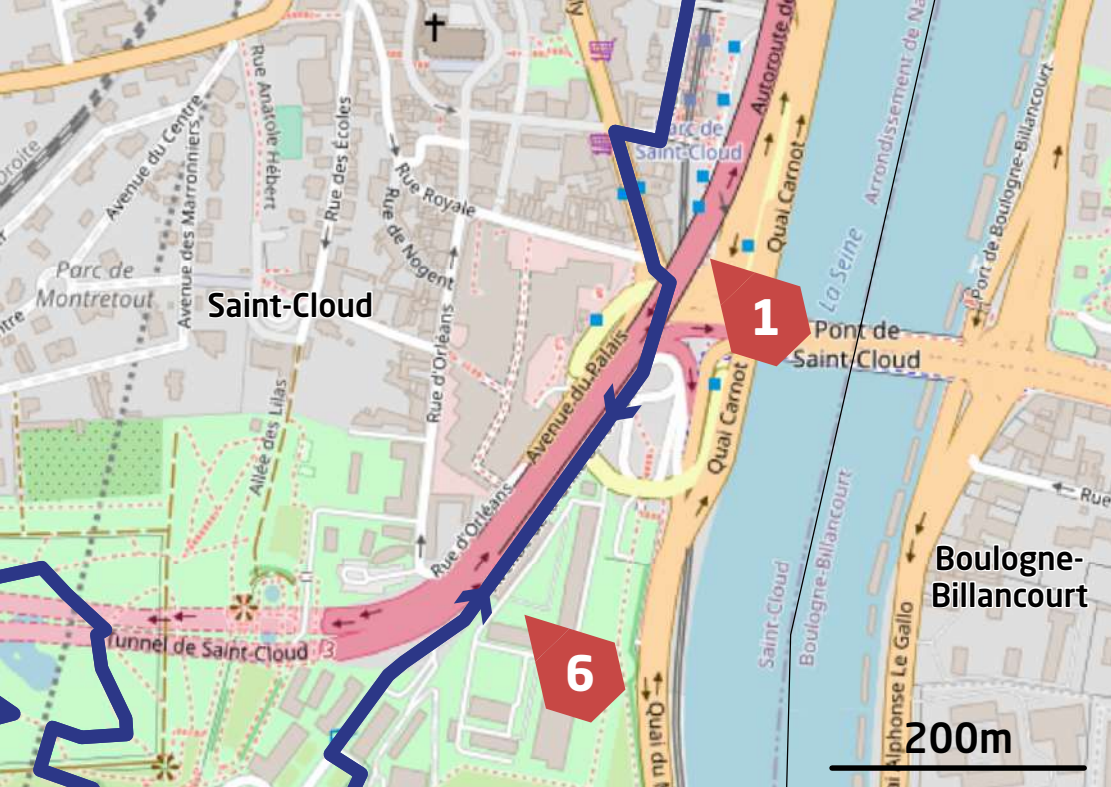 Autoroute de
Arrondissement de Na
Port de Boulogne-Billancourt
Rue Anatole Hébert
Droite
Avenue du Centre
Rue des Écoles
Avenue des Marronniers
Parc de
Saint-Cloud
Rue Royale
Rue de Nogent
Quai Carnot
La Seine
Parc de
Montretout
Saint-Cloud
1
Pont de
Saint-Cloud
Rue d'Orléans
Avenue du Palais
Allée des Lilas
Quai Carnot
Rue d'Orléans
Rue
Boulogne-
Billancourt
Saint-Cloud
Boulogne-Billancourt
Tunnel de Saint-Cloud
3
6
Quai du
ai Alphonse Le Gallo
200m